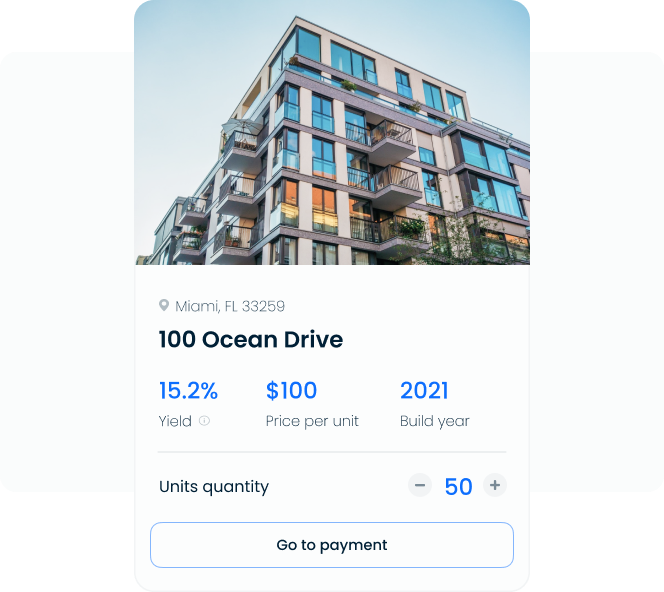 Miami, FL 33259
100 Ocean Drive
15.2% $100 2021
Yield Price per unit Build year
Units quantity − 50 +
Go to payment